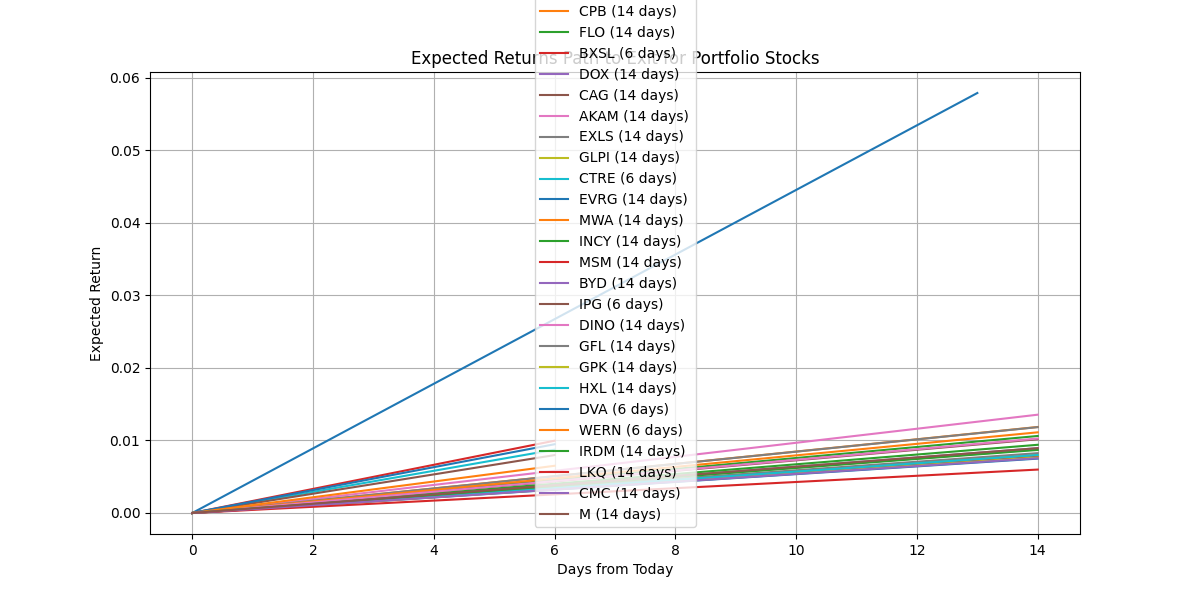 CPB (14 days)
FLO (14 days)
BXSL (6 days)
Expected Returns Path to Exit for Portfolio Stocks
DOX (14 days)
CAG (14 days)
AKAM (14 days)
EXLS (14 days)
GLPI (14 days)
CTRE (6 days)
EVRG (14 days)
MWA (14 days)
INCY (14 days)
MSM (14 days)
BYD (14 days)
IPG (6 days)
DINO (14 days)
GFL (14 days)
GPK (14 days)
HXL (14 days)
DVA (6 days)
WERN (6 days)
IRDM (14 days)
LKQ (14 days)
CMC (14 days)
M (14 days)
0.06
0.05
0.04
0.03
0.02
0.01
0.00
Expected Return
0 2 4 6 8 10 12 14
Days from Today